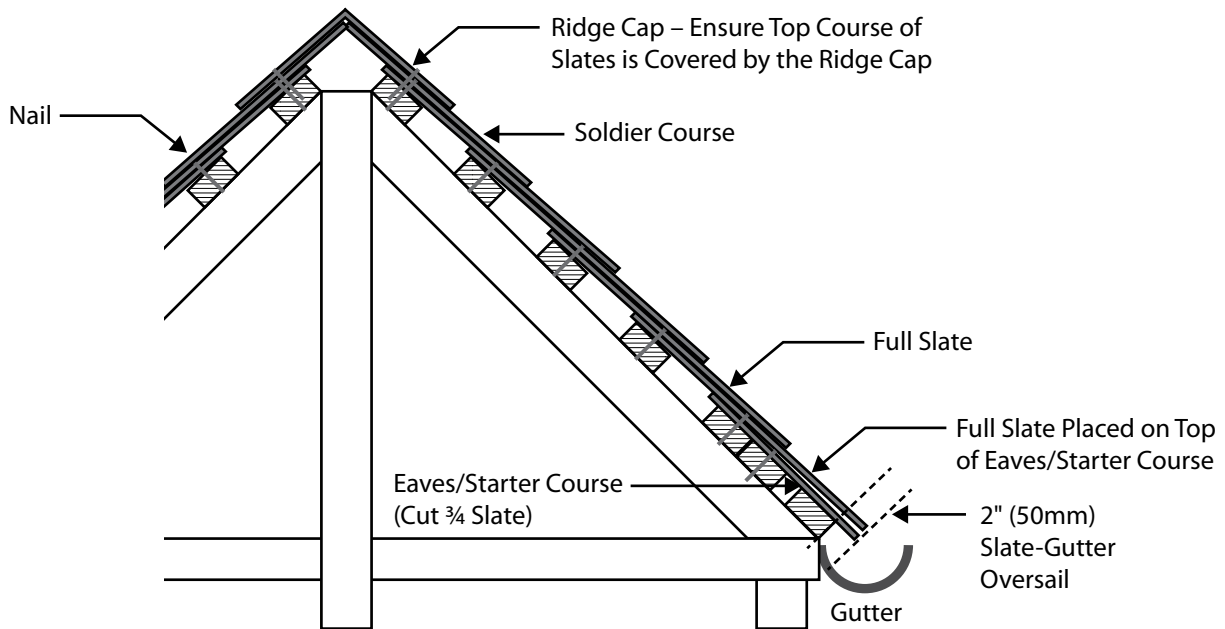 Ridge Cap – Ensure Top Course of
Slates is Covered by the Ridge Cap
Nail
Soldier Course
Full Slate
Full Slate Placed on Top
of Eaves/Starter Course
Eaves/Starter Course
(Cut ¾ Slate)
2" (50mm)
Slate-Gutter
Oversail
Gutter